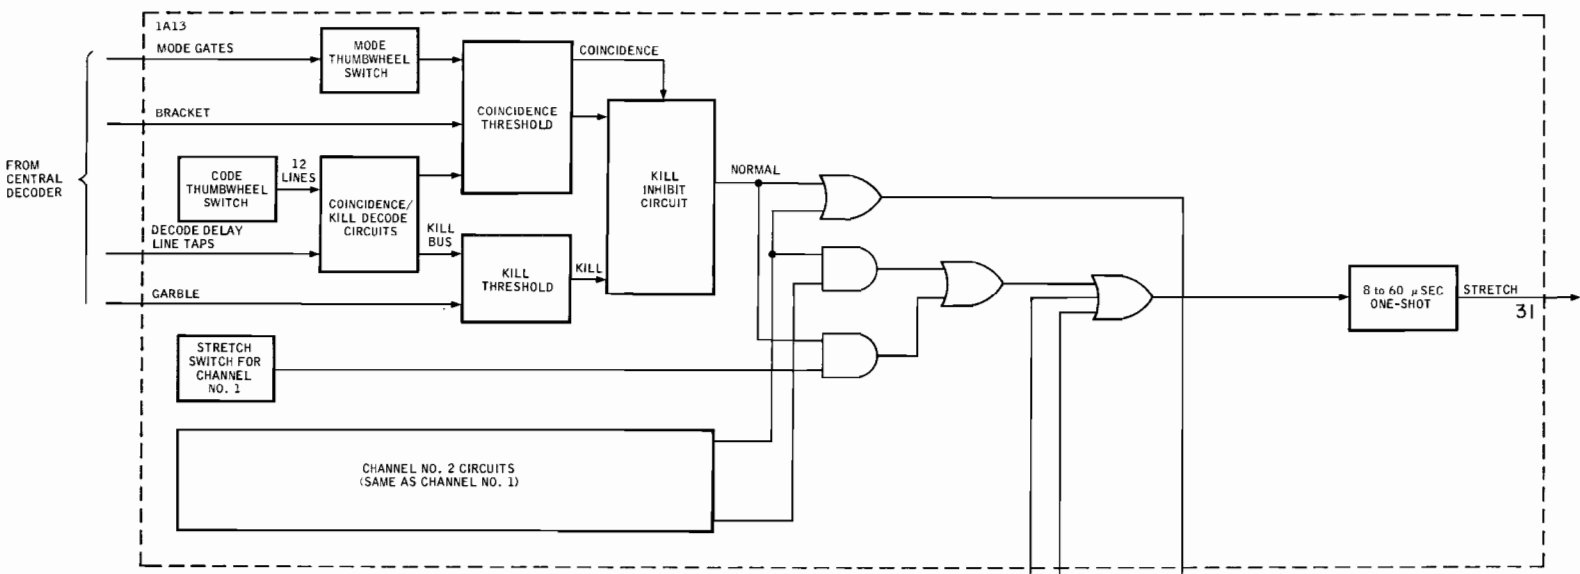 1A13
MODE GATES
MODE
THUMBWHEEL
SWITCH
COINCIDENCE
BRACKET
COINCIDENCE
THRESHOLD
FROM
CENTRAL
DECODER
CODE
THUMBWHEEL
SWITCH
12
LINES
COINCIDENCE/
KILL DECODE
CIRCUITS
KILL
INHIBIT
CIRCUIT
NORMAL
DECODE DELAY
LINE TAPS
KILL
BUS
KILL
THRESHOLD
KILL
GARBLE
8 to 60 μSEC
ONE-SHOT
STRETCH
31
STRETCH
SWITCH FOR
CHANNEL
NO. 1
CHANNEL NO. 2 CIRCUITS
(SAME AS CHANNEL NO. 1)